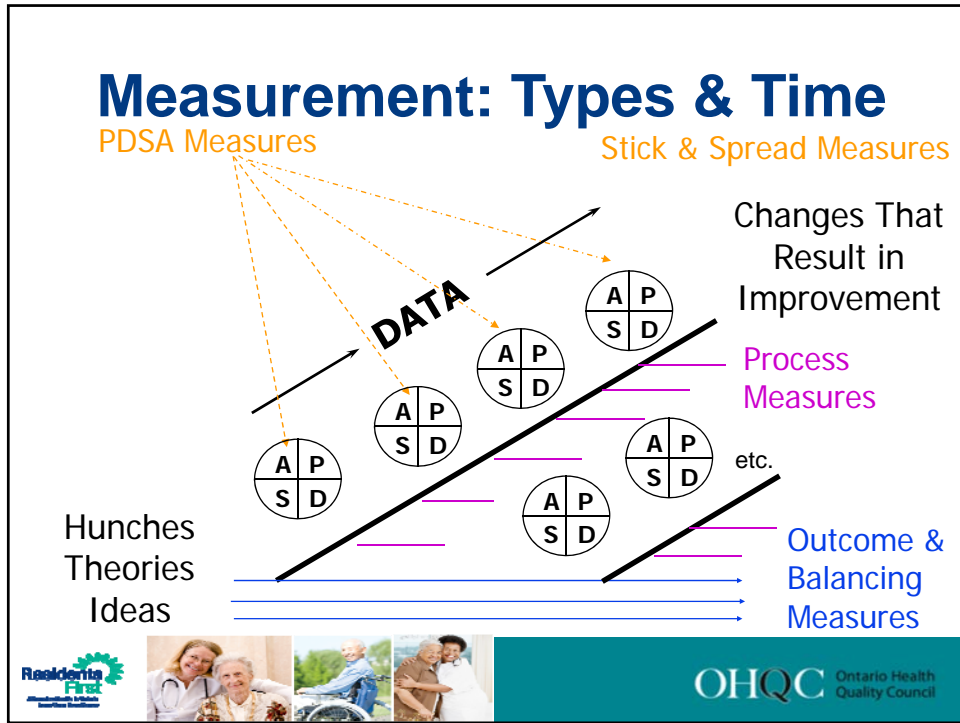 Measurement: Types & Time
PDSA Measures
Stick & Spread Measures
Changes That
Result in
Improvement
DATA
A P
S D
A P
S D
A P
S D
A P
S D
Process
Measures
A P
S D
A P
S D
etc.
Hunches
Theories
Ideas
Outcome &
Balancing
Measures
Residents
First
OHQC
Ontario Health
Quality Council